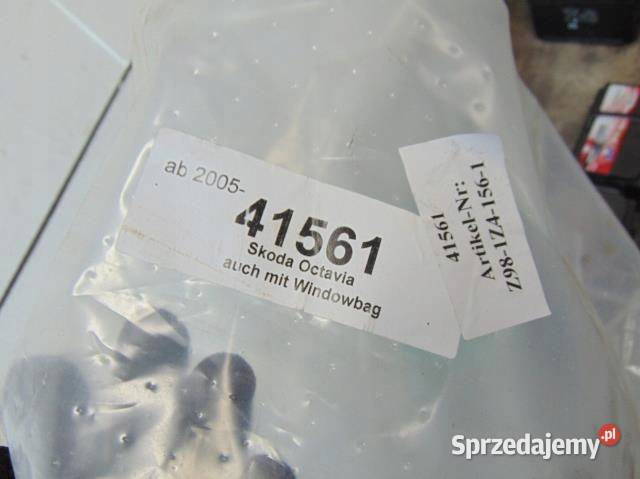 ab 2005-
41561
Skoda Octavia
auch mit Windowbag
41561
Artikel-Nr:
Z98-1Z4-156-1
Sprzedajemy.pl